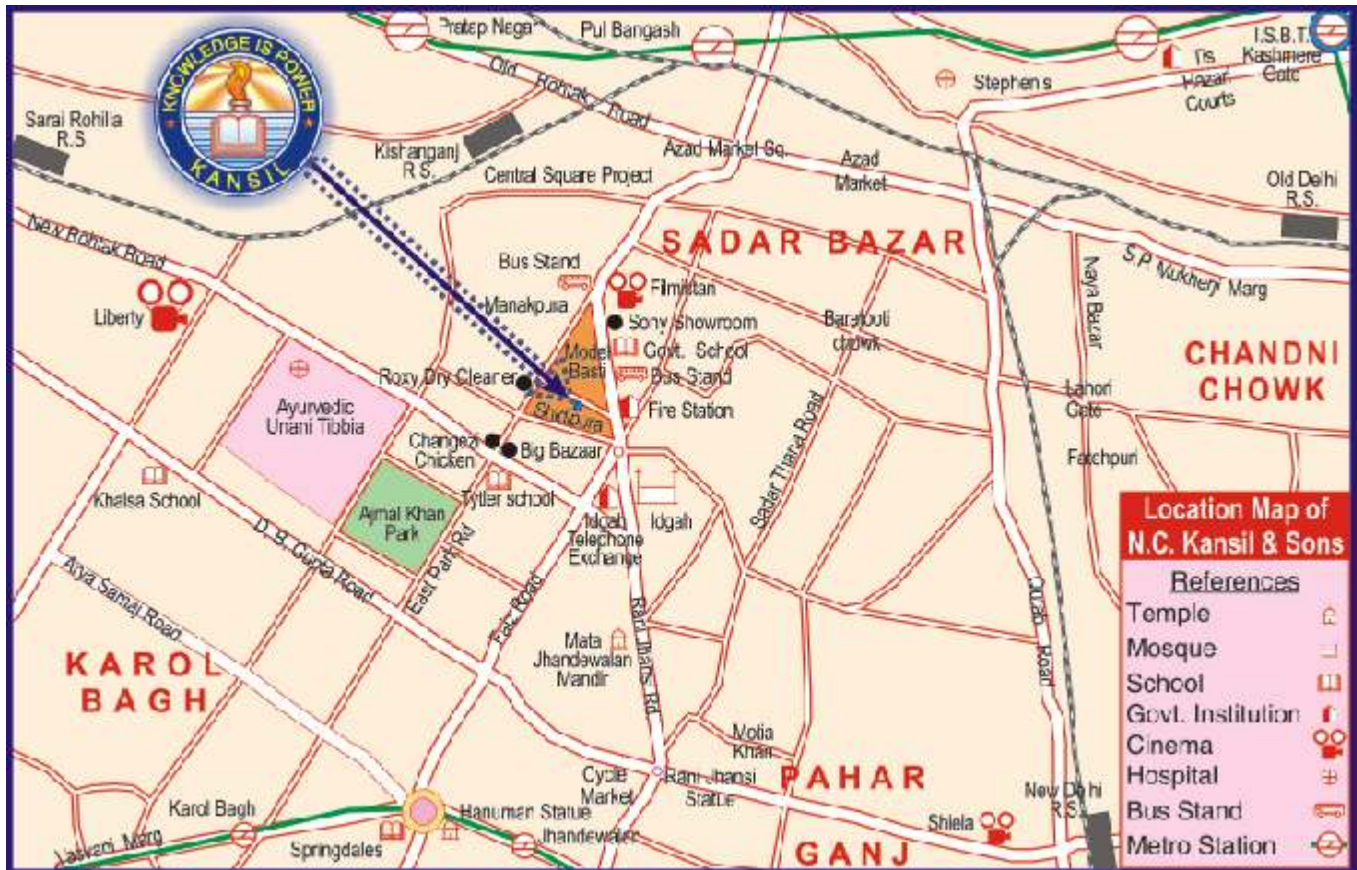 Pratap Nagar
Pul Bangash
I.S.B.T.
Kashmere
Gate
Tis
Hazari
Courts
KNOWLEDGE IS POWER
KANSIL
Old Rohtak Road
Stephen's
Sarai Rohilla
R.S
Kishanganj
R.S.
Azad Market Sq.
Azad
Market
Central Square Project
Old Delhi
R.S.
New Rohtak Road
SADAR BAZAR
S.P. Mukherji Marg
Naya Bazar
Bus Stand
Filmistan
Manakpura
Liberty
Sony Showroom
Baratooti
chowk
CHANDNI
CHOWK
Model
Basti
Govt. School
Roxy Dry Cleaner
Bus Stand
Lahori
Gate
Shidipura
Fire Station
Ayurvedic
Unani Tibbia
Changezi
Chicken
Big Bazaar
Sadar Thana Road
Fatehpuri
Khalsa School
Tytler school
Ajmal Khan
Park
Idgah
Telephone
Exchange
Idgah
D. B. Gupta Road
East Park Rd
Arya Samaj Road
Faiz Road
Rani Jhansi Rd
Qutab Road
Mata
Jhandewalan
Mandir
KAROL
BAGH
Motia
Khan
Cycle
Market
Rani Jhansi
Statue
PAHAR
GANJ
New Delhi
R.S.
Karol Bagh
Hanuman Statue
Shiela
Jhandewalan
Springdales
Location Map of
N.C. Kansil & Sons
References
Temple
Mosque
School
Govt. Institution
Cinema
Hospital
Bus Stand
Metro Station